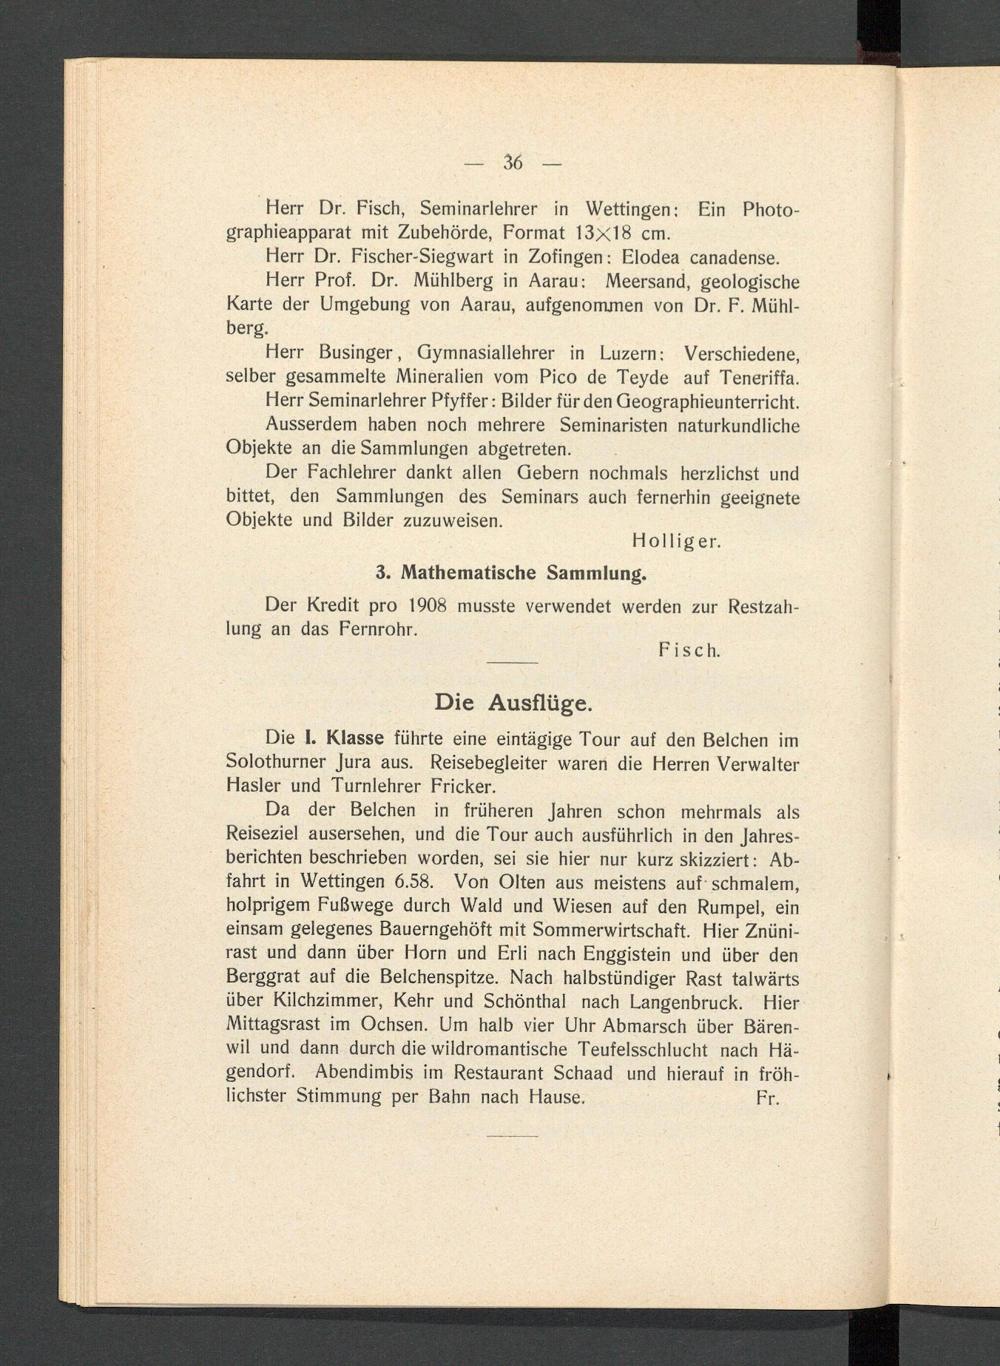 — 36 —
Herr Dr. Fisch, Seminarlehrer in Wettingen: Ein Photo-
graphieapparat mit Zubehörde, Format 13×18 cm.
Herr Dr. Fischer-Siegwart in Zofingen: Elodea canadense.
Herr Prof. Dr. Mühlberg in Aarau: Meersand, geologische
Karte der Umgebung von Aarau, aufgenommen von Dr. F. Mühl-
berg.
Herr Businger, Gymnasiallehrer in Luzern: Verschiedene,
selber gesammelte Mineralien vom Pico de Teyde auf Teneriffa.
Herr Seminarlehrer Pfyffer: Bilder für den Geographieunterricht.
Ausserdem haben noch mehrere Seminaristen naturkundliche
Objekte an die Sammlungen abgetreten.
Der Fachlehrer dankt allen Gebern nochmals herzlichst und
bittet, den Sammlungen des Seminars auch fernerhin geeignete
Objekte und Bilder zuzuweisen.
Holliger.
3. Mathematische Sammlung.
Der Kredit pro 1908 musste verwendet werden zur Restzah-
lung an das Fernrohr.
Fisch.
Die Ausflüge.
Die I. Klasse führte eine eintägige Tour auf den Belchen im
Solothurner Jura aus. Reisebegleiter waren die Herren Verwalter
Hasler und Turnlehrer Fricker.
Da der Belchen in früheren Jahren schon mehrmals als
Reiseziel ausersehen, und die Tour auch ausführlich in den Jahres-
berichten beschrieben worden, sei sie hier nur kurz skizziert: Ab-
fahrt in Wettingen 6.58. Von Olten aus meistens auf schmalem,
holprigem Fußwege durch Wald und Wiesen auf den Rumpel, ein
einsam gelegenes Bauerngehöft mit Sommerwirtschaft. Hier Znüni-
rast und dann über Horn und Erli nach Enggistein und über den
Berggrat auf die Belchenspitze. Nach halbstündiger Rast talwärts
über Kilchzimmer, Kehr und Schönthal nach Langenbruck. Hier
Mittagsrast im Ochsen. Um halb vier Uhr Abmarsch über Bären-
wil und dann durch die wildromantische Teufelsschlucht nach Hä-
gendorf. Abendimbis im Restaurant Schaad und hierauf in fröh-
lichster Stimmung per Bahn nach Hause. Fr.